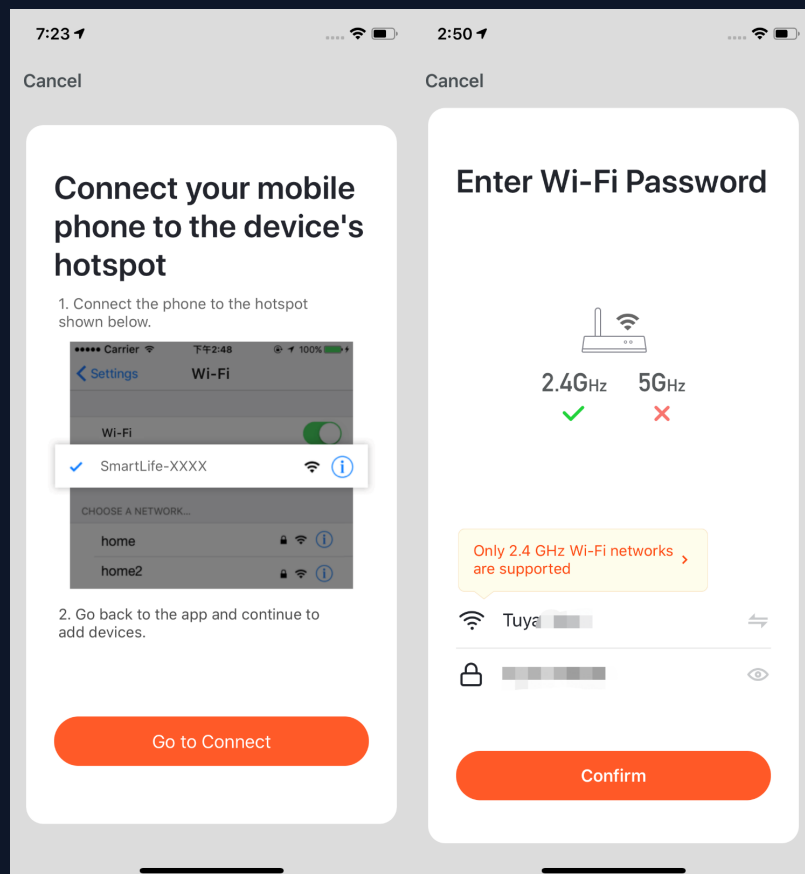 7:23
Cancel
Connect your mobile
phone to the device's
hotspot
1. Connect the phone to the hotspot
shown below.
Carrier 下午2:48 100%
Settings Wi-Fi
Wi-Fi
SmartLife-XXXX
CHOOSE A NETWORK...
home
home2
2. Go back to the app and continue to
add devices.
Go to Connect
2:50
Cancel
Enter Wi-Fi Password
2.4GHz 5GHz
Only 2.4 GHz Wi-Fi networks
are supported
Tuya
Confirm